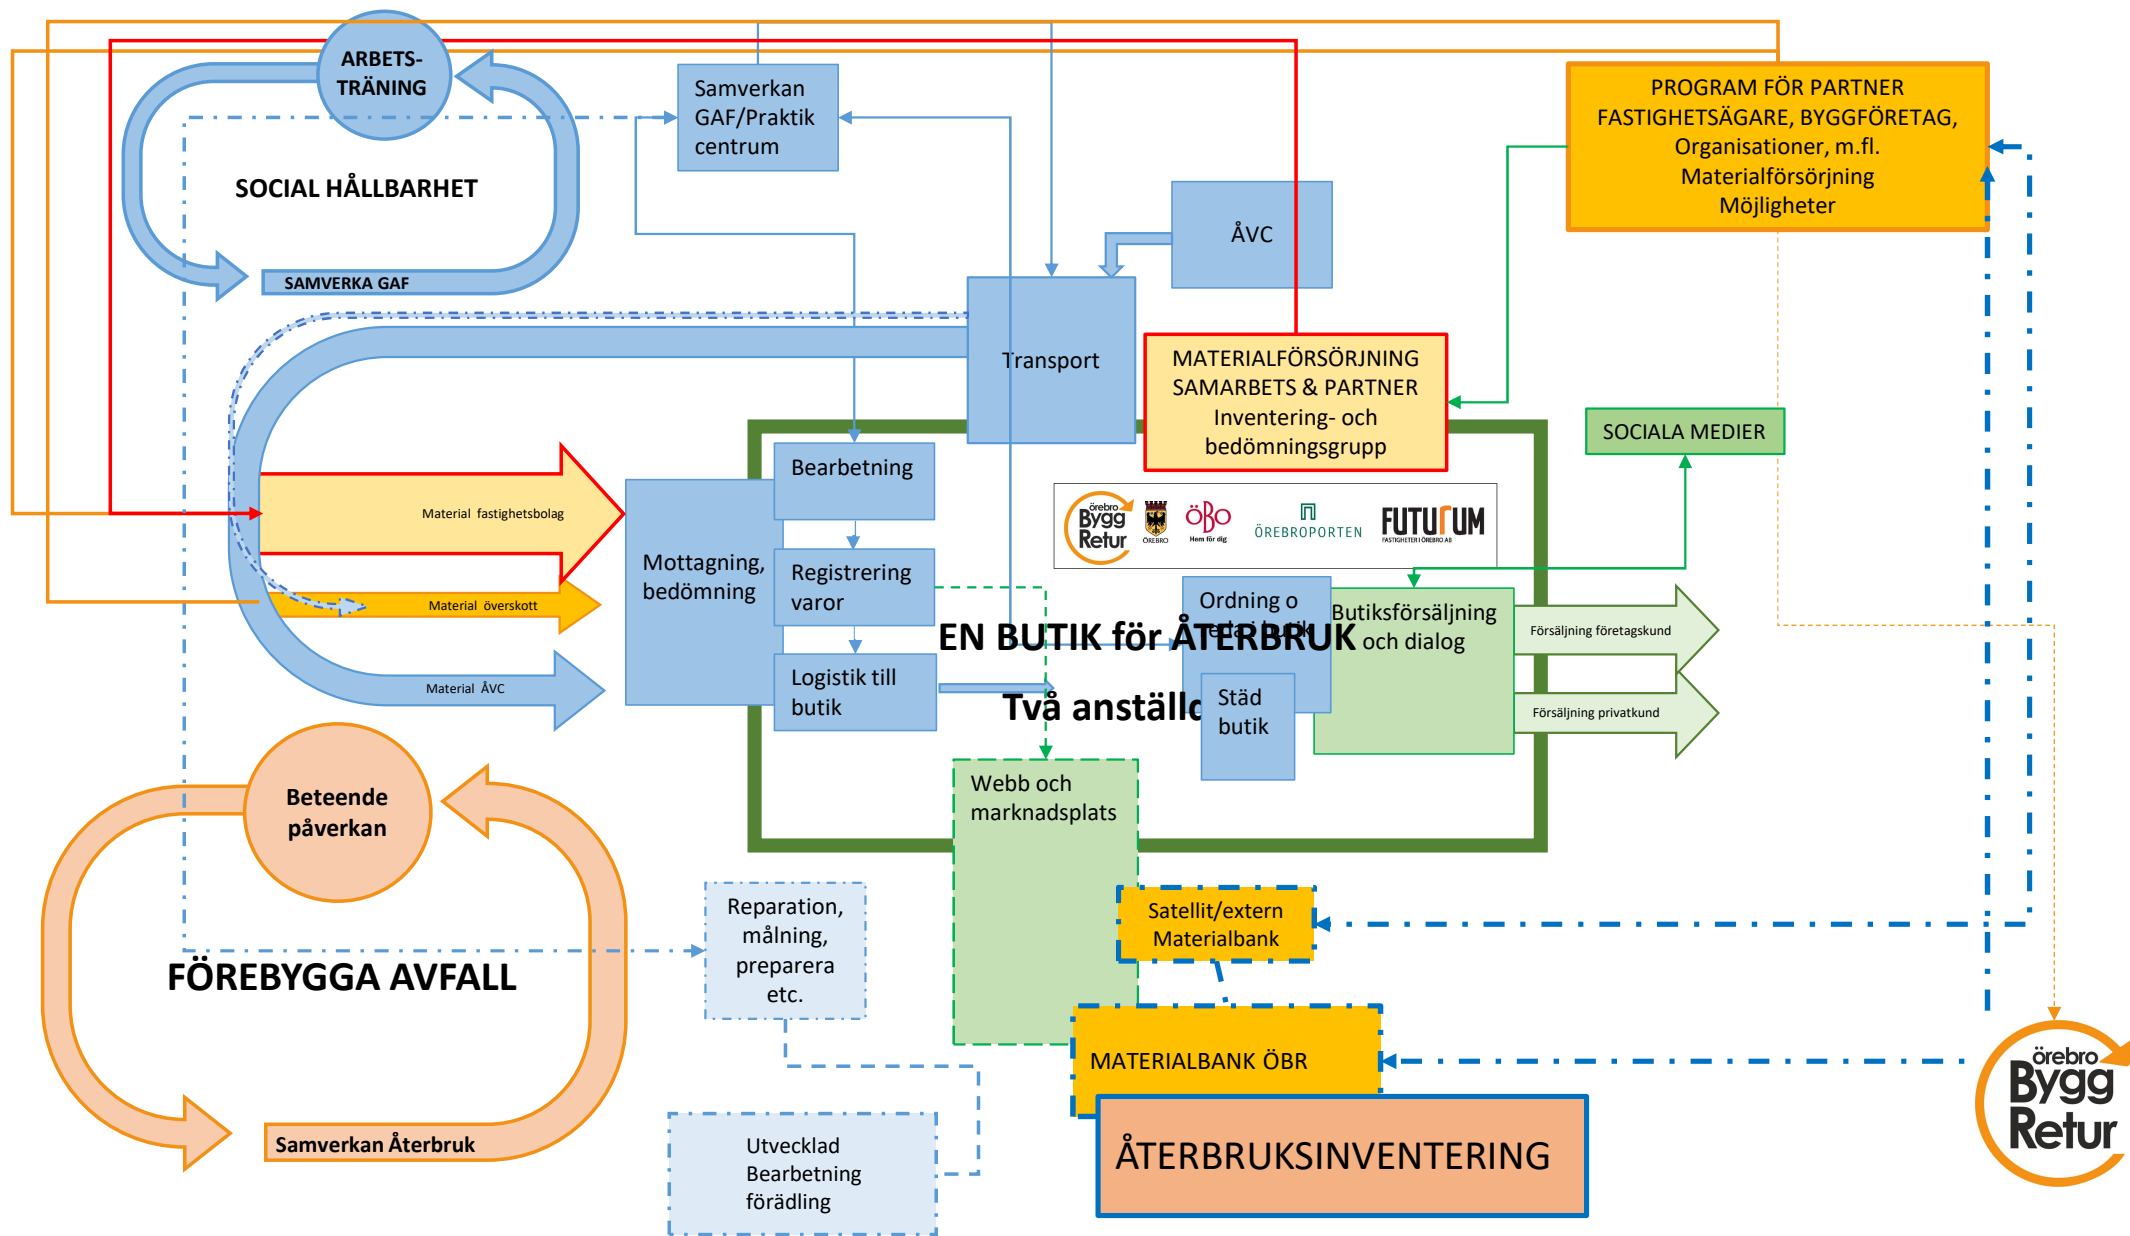 ARBETS-
TRÄNING
SOCIAL HÅLLBARHET
SAMVERKA GAF
Samverkan
GAF/Praktik
centrum
ÅVC
Transport
PROGRAM FÖR PARTNER
FASTIGHETSÄGARE, BYGGFÖRETAG,
Organisationer, m.fl.
Materialförsörjning
Möjligheter
MATERIALFÖRSÖRJNING
SAMARBETS & PARTNER
Inventering- och
bedömningsgrupp
SOCIALA MEDIER
Material fastighetsbolag
Material överskott
Material ÅVC
Mottagning,
bedömning
Bearbetning
Registrering
varor
Logistik till
butik
örebro
Bygg
Retur
ÖREBRO
öBo
Hem för dig
ÖREBROPORTEN
FUTURUM
FASTIGHETER I ÖREBRO AB
Ordning o
butik
EN BUTIK för ÅTERBRUK
Två anställd
Städ
butik
Butiksförsäljning
och dialog
Försäljning företagskund
Försäljning privatkund
Webb och
marknadsplats
Beteende
påverkan
FÖREBYGGA AVFALL
Samverkan Återbruk
Reparation,
målning,
preparera
etc.
Utvecklad
Bearbetning
förädling
Satellit/extern
Materialbank
MATERIALBANK ÖBR
ÅTERBRUKSINVENTERING
örebro
Bygg
Retur